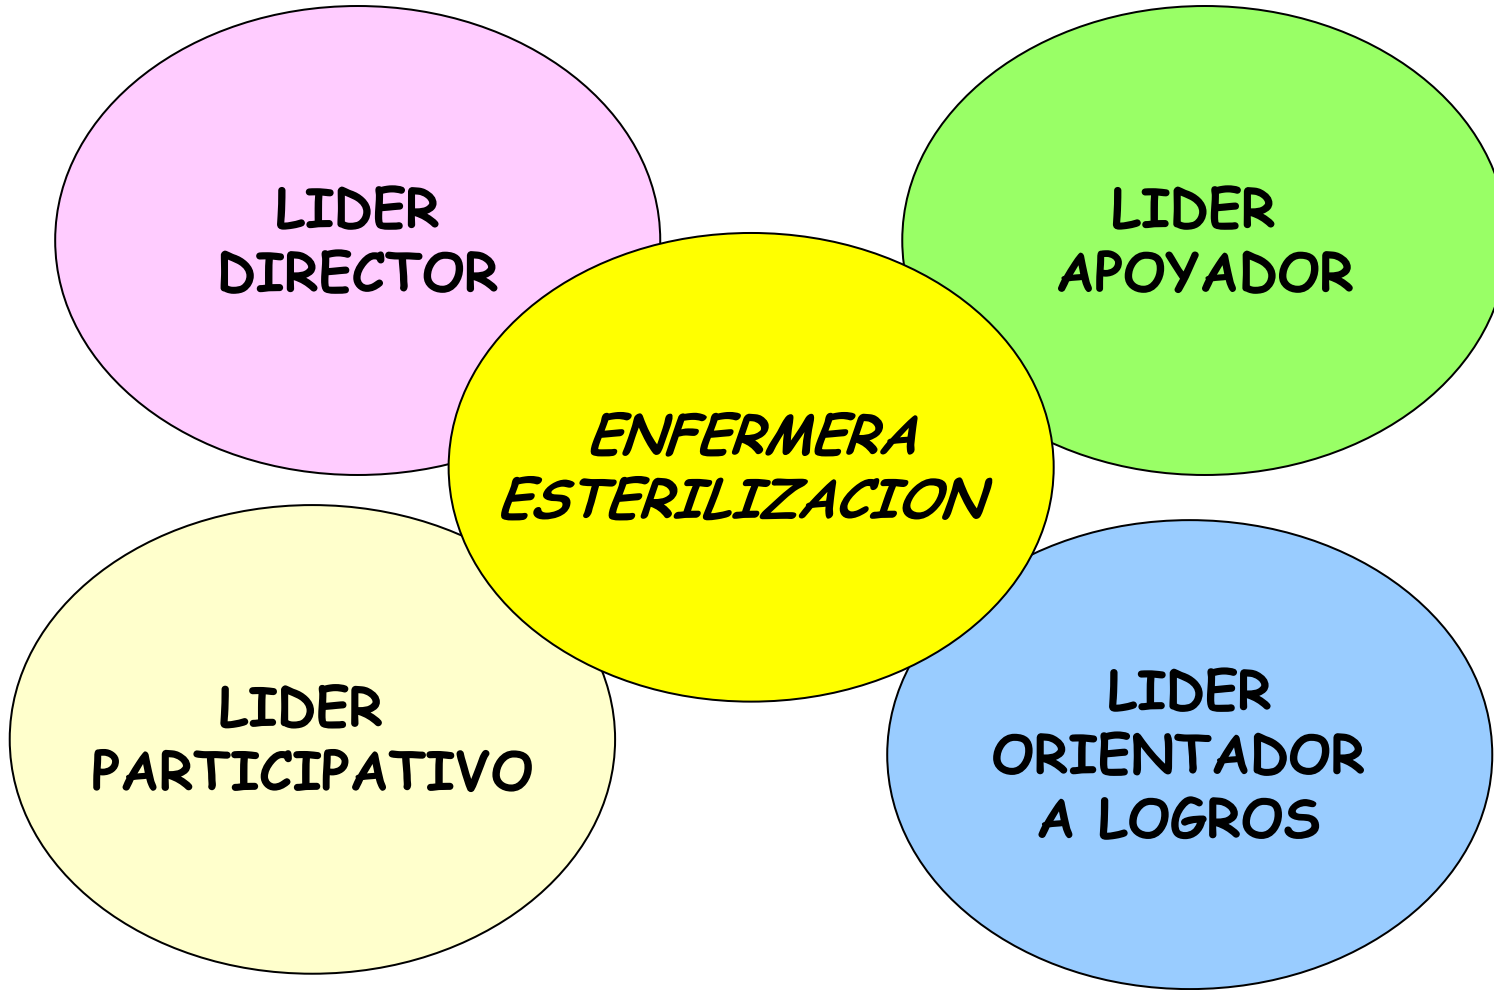 LIDER
DIRECTOR
LIDER
APOYADOR
ENFERMERA
ESTERILIZACION
LIDER
PARTICIPATIVO
LIDER
ORIENTADOR
A LOGROS